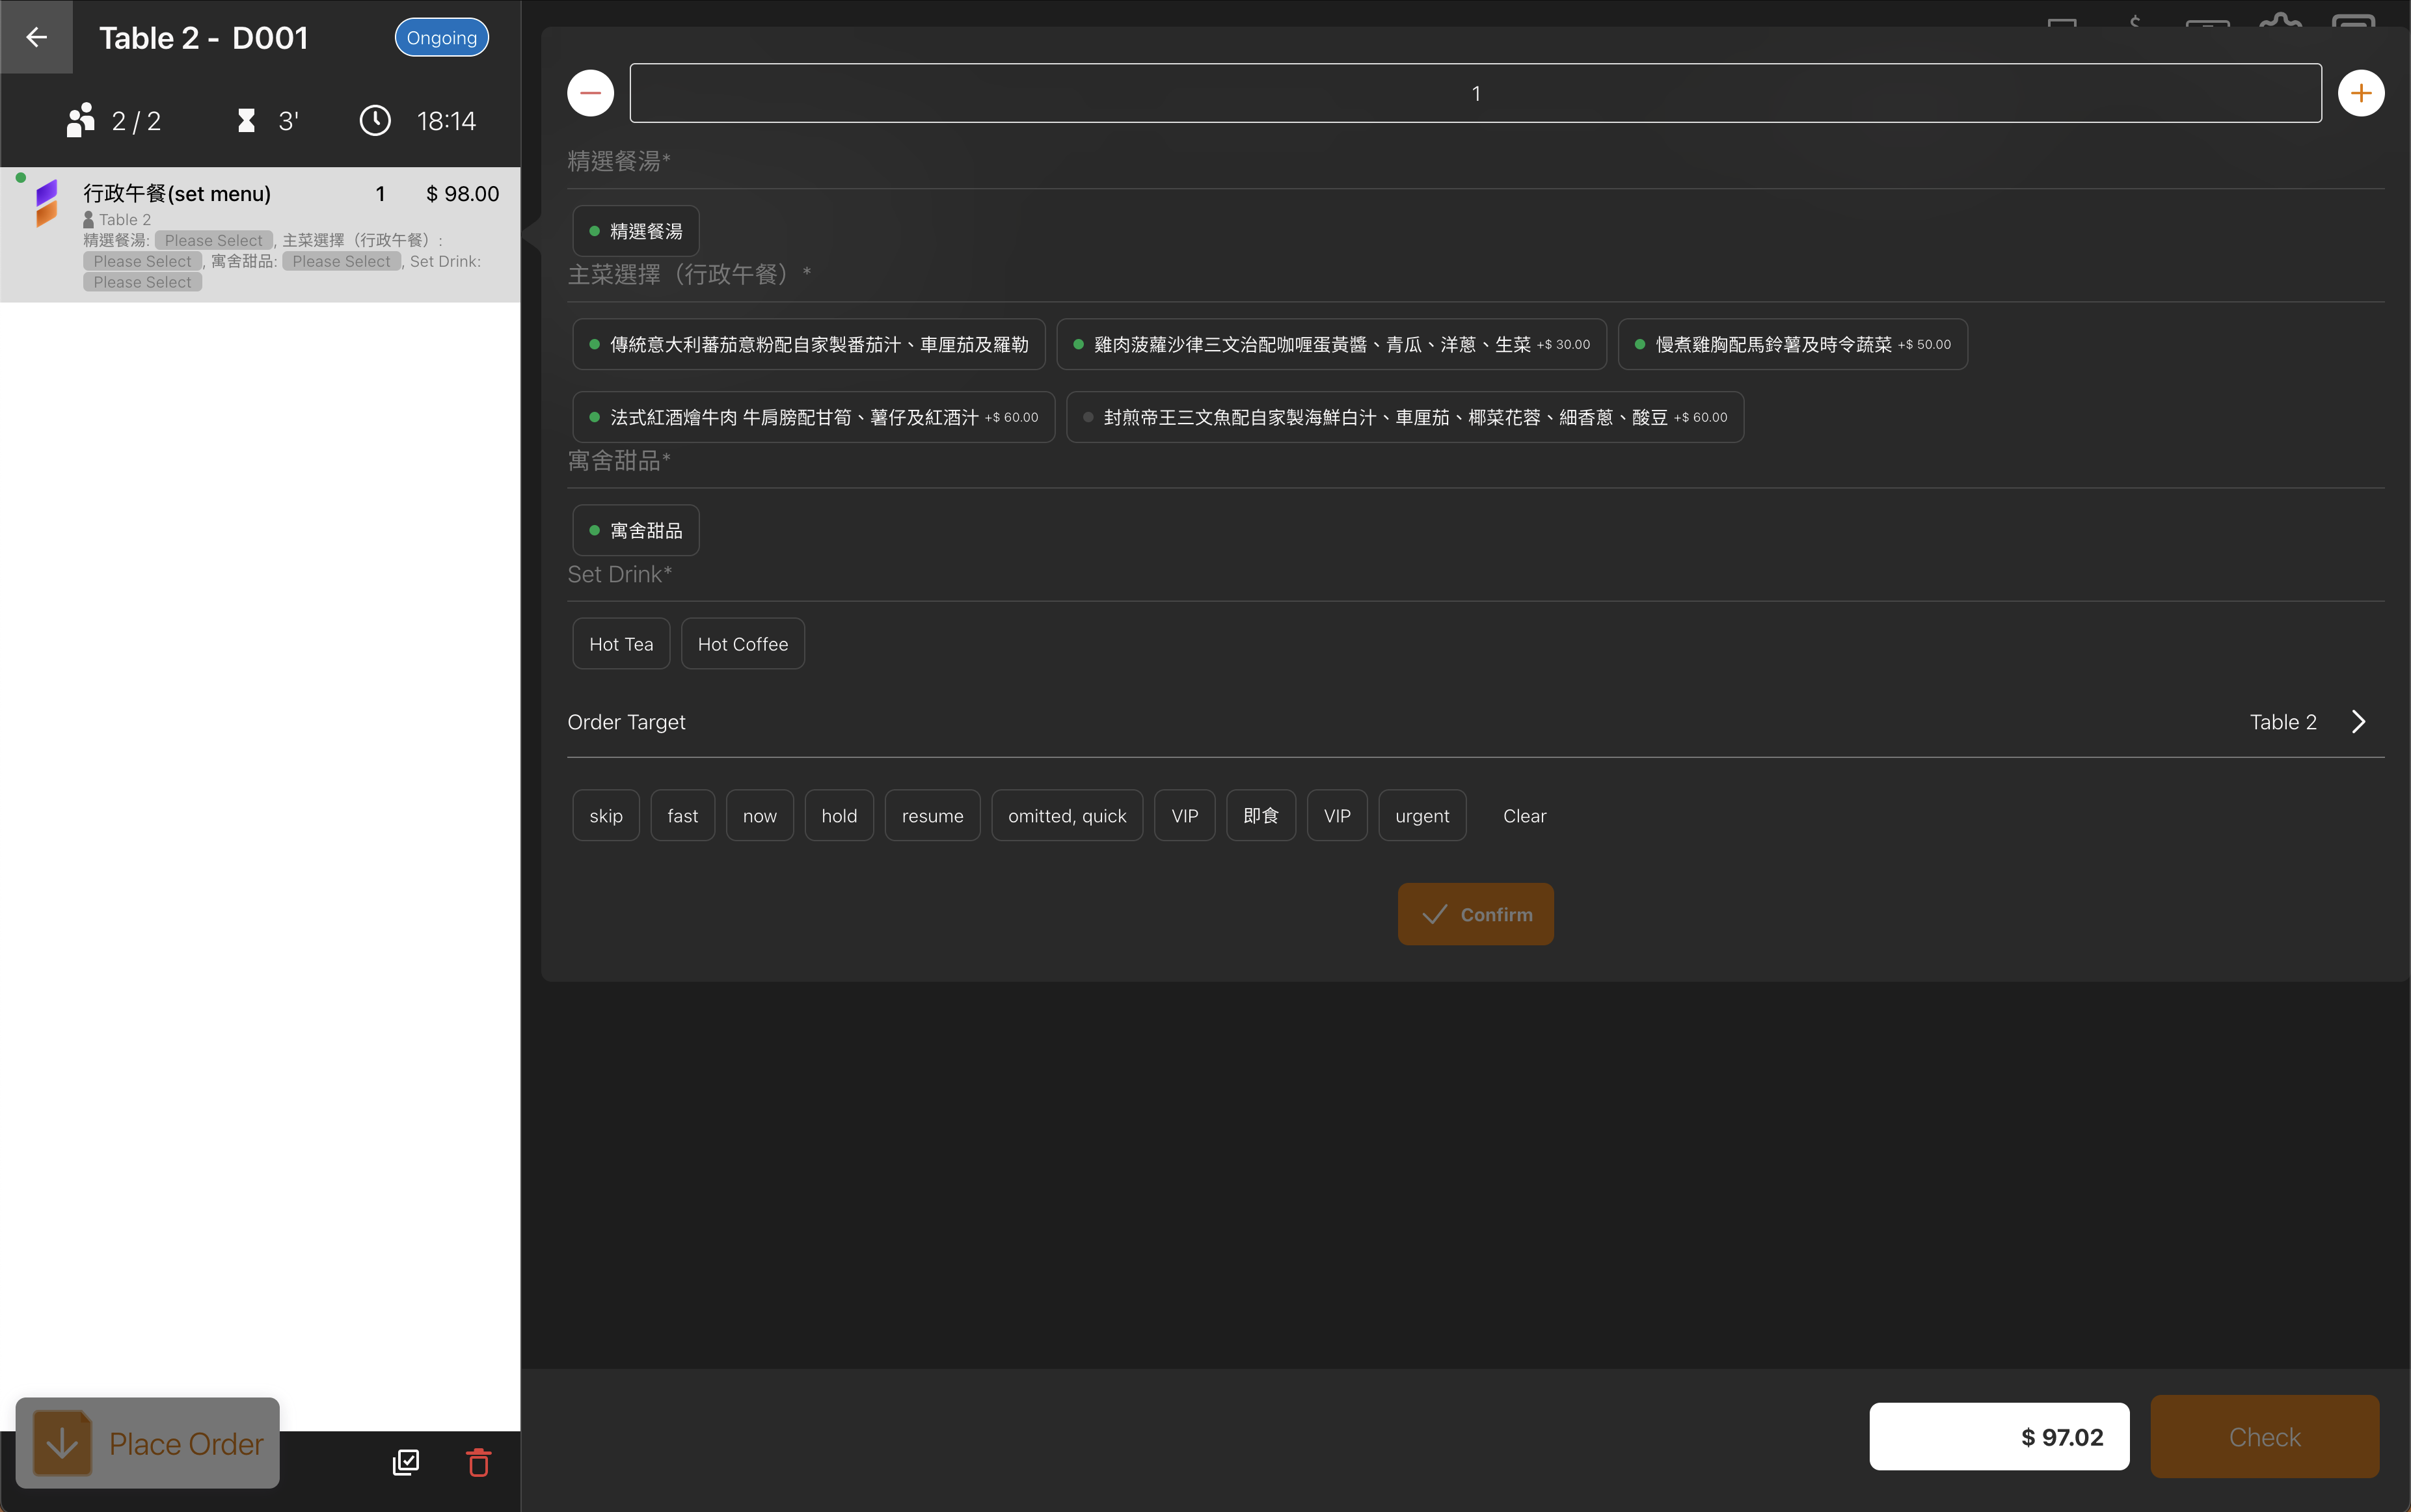 Table 2 - D001
Ongoing
2 / 2
3'
18:14
行政午餐(set menu) 1 $ 98.00
Table 2
精選餐湯: Please Select, 主菜選擇（行政午餐）:
Please Select, 寓舍甜品: Please Select, Set Drink:
Please Select
Place Order
1
精選餐湯*
精選餐湯
主菜選擇（行政午餐）*
傳統意大利蕃茄意粉配自家製番茄汁、車厘茄及羅勒
雞肉菠蘿沙律三文治配咖喱蛋黃醬、青瓜、洋蔥、生菜 +$ 30.00
慢煮雞胸配馬鈴薯及時令蔬菜 +$ 50.00
法式紅酒燴牛肉 牛肩膀配甘筍、薯仔及紅酒汁 +$ 60.00
封煎帝王三文魚配自家製海鮮白汁、車厘茄、椰菜花蓉、細香蔥、酸豆 +$ 60.00
寓舍甜品*
寓舍甜品
Set Drink*
Hot Tea
Hot Coffee
Order Target
Table 2
skip
fast
now
hold
resume
omitted, quick
VIP
即食
VIP
urgent
Clear
Confirm
$ 97.02
Check